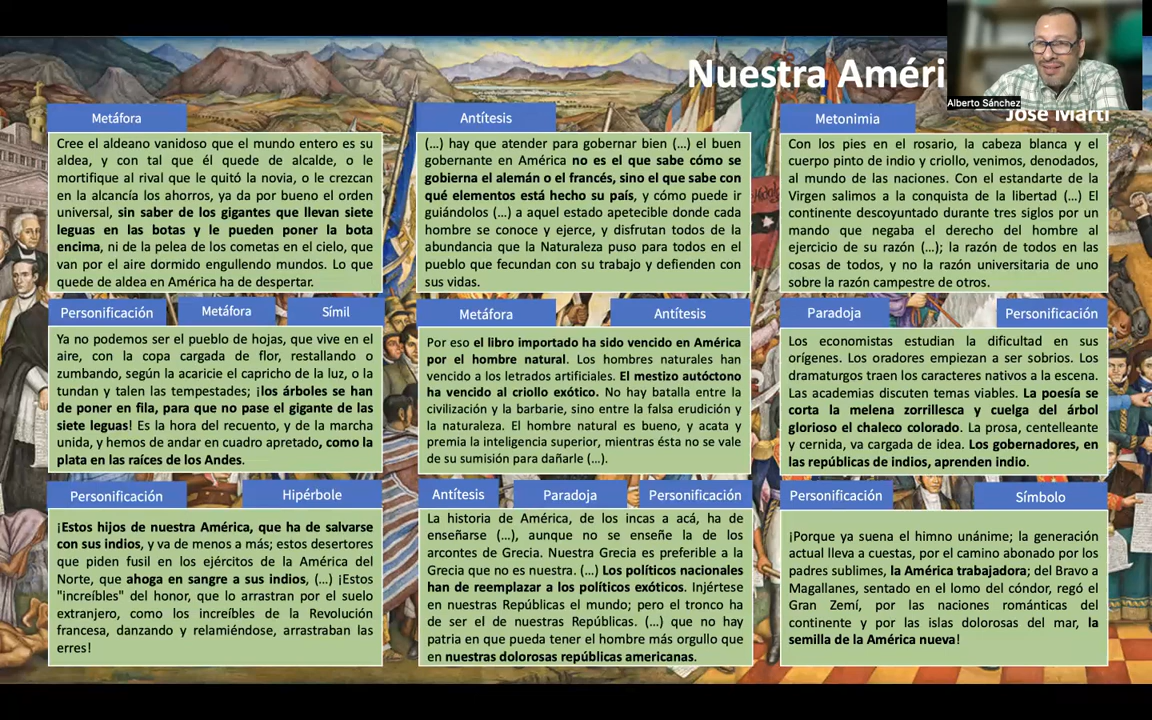 Nuestra Améri
José Martí
Alberto Sánchez
Metáfora
Cree el aldeano vanidoso que el mundo entero es su
aldea, y con tal que él quede de alcalde, o le
mortifique al rival que le quitó la novia, o le crezcan
en la alcancía los ahorros, ya da por bueno el orden
universal, sin saber de los gigantes que llevan siete
leguas en las botas y le pueden poner la bota
encima, ni de la pelea de los cometas en el cielo, que
van por el aire dormido engullendo mundos. Lo que
quede de aldea en América ha de despertar.
Antítesis
(…) hay que atender para gobernar bien (…) el buen
gobernante en América no es el que sabe cómo se
gobierna el alemán o el francés, sino el que sabe con
qué elementos está hecho su país, y cómo puede ir
guiándolos (…) a aquel estado apetecible donde cada
hombre se conoce y ejerce, y disfrutan todos de la
abundancia que la Naturaleza puso para todos en el
pueblo que fecundan con su trabajo y defienden con
sus vidas.
Metonimia
Con los pies en el rosario, la cabeza blanca y el
cuerpo pinto de indio y criollo, venimos, denodados,
al mundo de las naciones. Con el estandarte de la
Virgen salimos a la conquista de la libertad (…) El
continente descoyuntado durante tres siglos por un
mando que negaba el derecho del hombre al
ejercicio de su razón (…); la razón de todos en las
cosas de todos, y no la razón universitaria de uno
sobre la razón campestre de otros.
Personificación
Metáfora
Símil
Ya no podemos ser el pueblo de hojas, que vive en el
aire, con la copa cargada de flor, restallando o
zumbando, según la acaricie el capricho de la luz, o la
tundan y talen las tempestades; ¡los árboles se han
de poner en fila, para que no pase el gigante de las
siete leguas! Es la hora del recuento, y de la marcha
unida, y hemos de andar en cuadro apretado, como la
plata en las raíces de los Andes.
Metáfora
Antítesis
Por eso el libro importado ha sido vencido en América
por el hombre natural. Los hombres naturales han
vencido a los letrados artificiales. El mestizo autóctono
ha vencido al criollo exótico. No hay batalla entre la
civilización y la barbarie, sino entre la falsa erudición y
la naturaleza. El hombre natural es bueno, y acata y
premia la inteligencia superior, mientras ésta no se vale
de su sumisión para dañarle (…).
Paradoja
Personificación
Los economistas estudian la dificultad en sus
orígenes. Los oradores empiezan a ser sobrios. Los
dramaturgos traen los caracteres nativos a la escena.
Las academias discuten temas viables. La poesía se
corta la melena zorrillesca y cuelga del árbol
glorioso el chaleco colorado. La prosa, centelleante
y cernida, va cargada de idea. Los gobernadores, en
las repúblicas de indios, aprenden indio.
Personificación
Hipérbole
¡Estos hijos de nuestra América, que ha de salvarse
con sus indios, y va de menos a más; estos desertores
que piden fusil en los ejércitos de la América del
Norte, que ahoga en sangre a sus indios, (…) ¡Estos
"increíbles" del honor, que lo arrastran por el suelo
extranjero, como los increíbles de la Revolución
francesa, danzando y relamiéndose, arrastraban las
erres!
Antítesis
Paradoja
Personificación
La historia de América, de los incas a acá, ha de
enseñarse (…), aunque no se enseñe la de los
arcontes de Grecia. Nuestra Grecia es preferible a la
Grecia que no es nuestra. (…) Los políticos nacionales
han de reemplazar a los políticos exóticos. Injértese
en nuestras Repúblicas el mundo; pero el tronco ha
de ser el de nuestras Repúblicas. (…) que no hay
patria en que pueda tener el hombre más orgullo que
en nuestras dolorosas repúblicas americanas.
Personificación
Símbolo
¡Porque ya suena el himno unánime; la generación
actual lleva a cuestas, por el camino abonado por los
padres sublimes, la América trabajadora; del Bravo a
Magallanes, sentado en el lomo del cóndor, regó el
Gran Zemí, por las naciones románticas del
continente y por las islas dolorosas del mar, la
semilla de la América nueva!